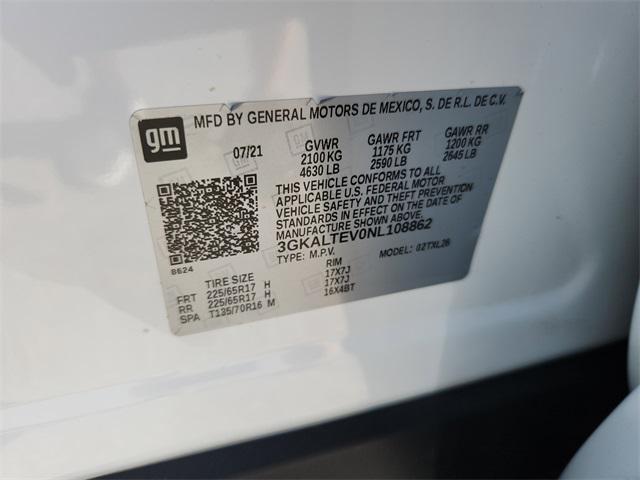 gm
MFD BY GENERAL MOTORS DE MEXICO, S. DE R.L. DE C.V.
07/21 GVWR GAWR FRT GAWR RR
2100 KG 1175 KG 1200 KG
4630 LB 2590 LB 2645 LB
THIS VEHICLE CONFORMS TO ALL
APPLICABLE U.S. FEDERAL MOTOR
VEHICLE SAFETY AND THEFT PREVENTION
STANDARDS IN EFFECT ON THE DATE OF
MANUFACTURE SHOWN ABOVE.
3GKALTEV0NL108862
8624 TYPE: M.P.V. MODEL: 02TXL26
TIRE SIZE RIM
FRT 225/65R17 H 17X7J
RR 225/65R17 H 17X7J
SPA T135/70R16 M 16X4BT